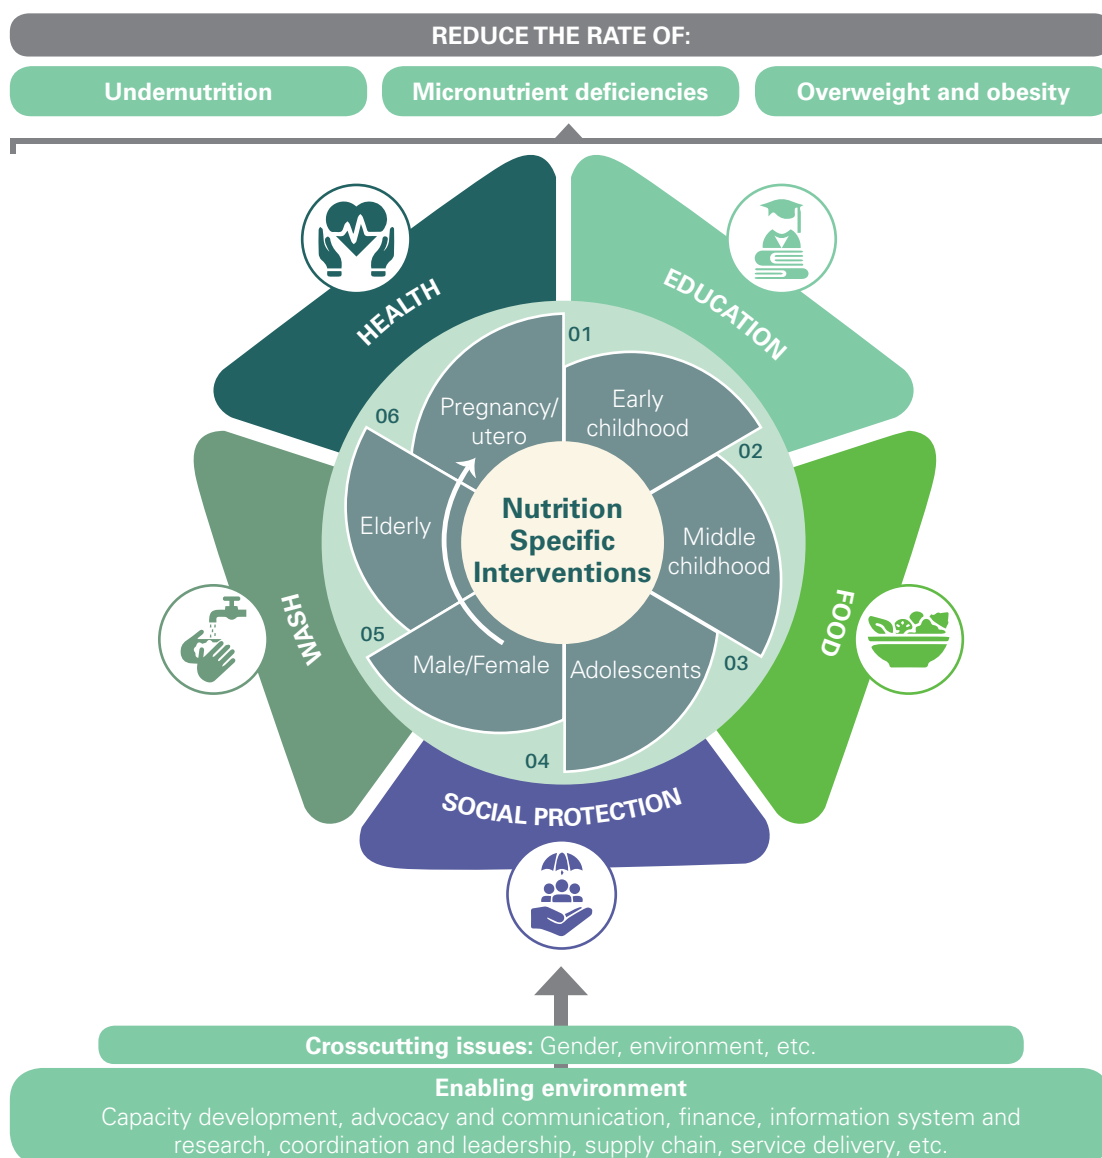 REDUCE THE RATE OF:
Undernutrition
Micronutrient deficiencies
Overweight and obesity
HEALTH
EDUCATION
FOOD
SOCIAL PROTECTION
WASH
01
Pregnancy/
utero
Early
childhood
02
Middle
childhood
03
Adolescents
04
Male/Female
05
Elderly
06
Nutrition
Specific
Interventions
Crosscutting issues: Gender, environment, etc.
Enabling environment
Capacity development, advocacy and communication, finance, information system and
research, coordination and leadership, supply chain, service delivery, etc.